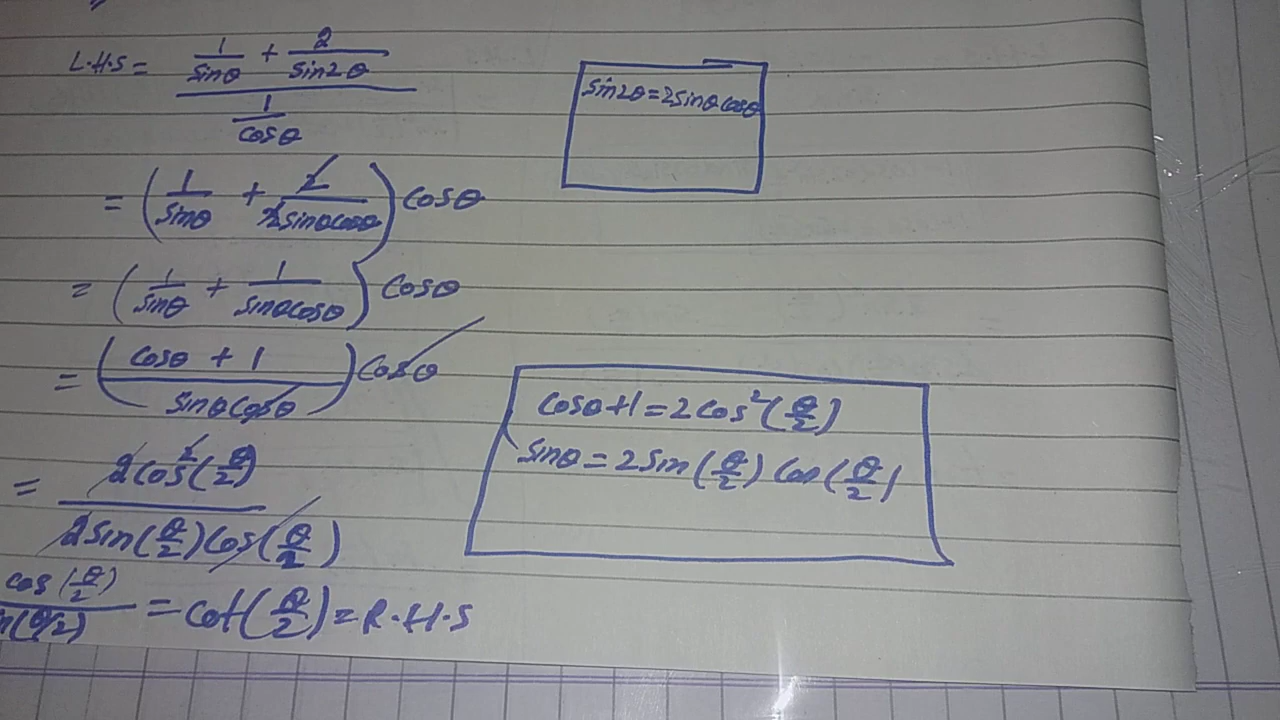 L.H.S = (1/sinθ + 2/sin2θ) / (1/cosθ)
sin2θ = 2sinθcosθ
= (1/sinθ + 2/2sinθcosθ) cosθ
= (1/sinθ + 1/sinθcosθ) cosθ
= ((cosθ + 1)/sinθcosθ) cosθ
cosθ+1 = 2cos²(θ/2)
sinθ = 2sin(θ/2) cos(θ/2)
= 2cos²(θ/2) / 2sin(θ/2)cos(θ/2)
cos(θ/2)/in(θ/2) = cot(θ/2) = R.H.S